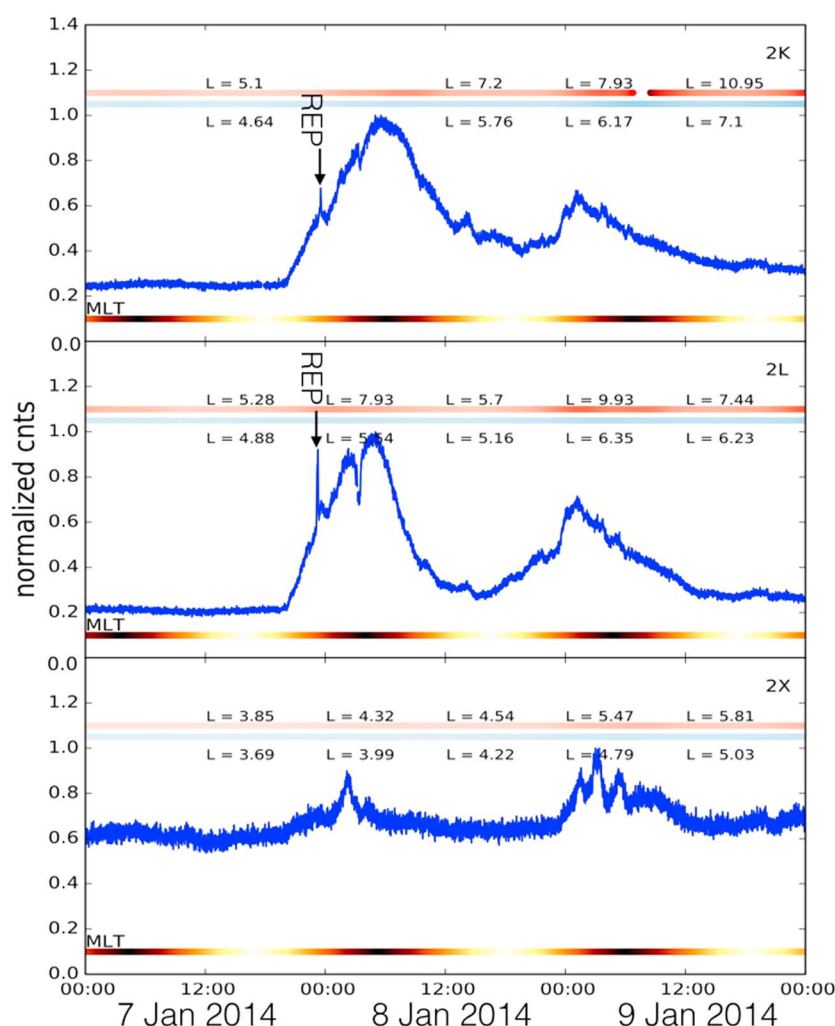 1.4
2K
1.2
L = 5.1 L = 7.2 L = 7.93 L = 10.95
REP
L = 4.64 L = 5.76 L = 6.17 L = 7.1
1.0
0.8
0.6
0.4
0.2
MLT
0.0
2L
1.2
REP
L = 5.28 L = 7.93 L = 5.7 L = 9.93 L = 7.44
L = 4.88 L = 5.54 L = 5.16 L = 6.35 L = 6.23
1.0
normalized cnts
0.8
0.6
0.4
0.2
MLT
0.0
2X
1.2
L = 3.85 L = 4.32 L = 4.54 L = 5.47 L = 5.81
L = 3.69 L = 3.99 L = 4.22 L = 4.79 L = 5.03
1.0
0.8
0.6
0.4
0.2
MLT
0.0
00:00 12:00 00:00 12:00 00:00 12:00 00:00
7 Jan 2014 8 Jan 2014 9 Jan 2014